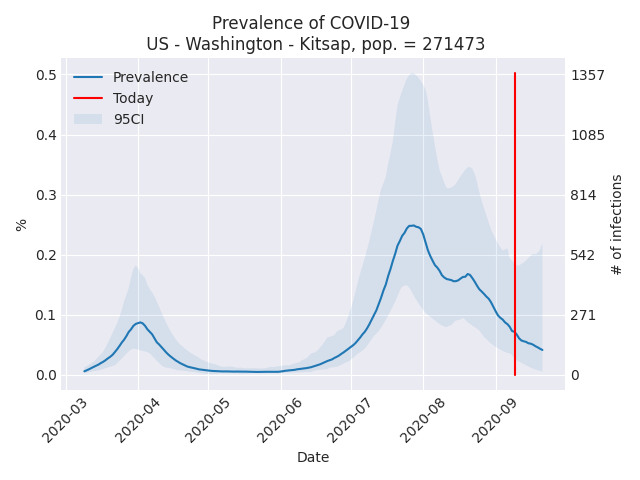 Prevalence of COVID-19
US - Washington - Kitsap, pop. = 271473
Prevalence
Today
95CI
0.5
0.4
0.3
0.2
0.1
0.0
%
1357
1085
814
542
271
0
# of infections
2020-03
2020-04
2020-05
2020-06
2020-07
2020-08
2020-09
Date